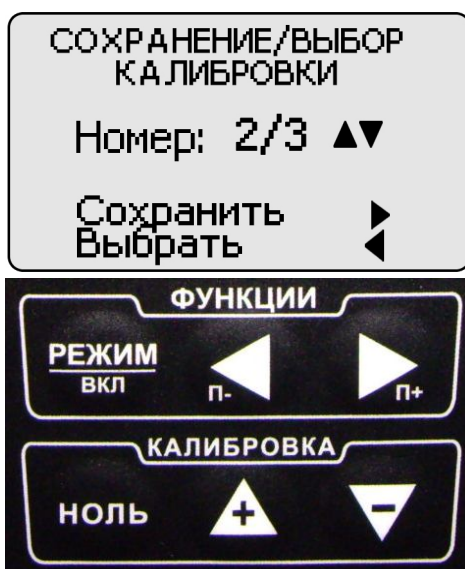 СОХРАНЕНИЕ/ВЫБОР
КАЛИБРОВКИ
Номер: 2/3 ▲▼
Сохранить ▶
Выбрать ◀
ФУНКЦИИ
РЕЖИМ
ВКЛ
П-
П+
КАЛИБРОВКА
НОЛЬ
+
−